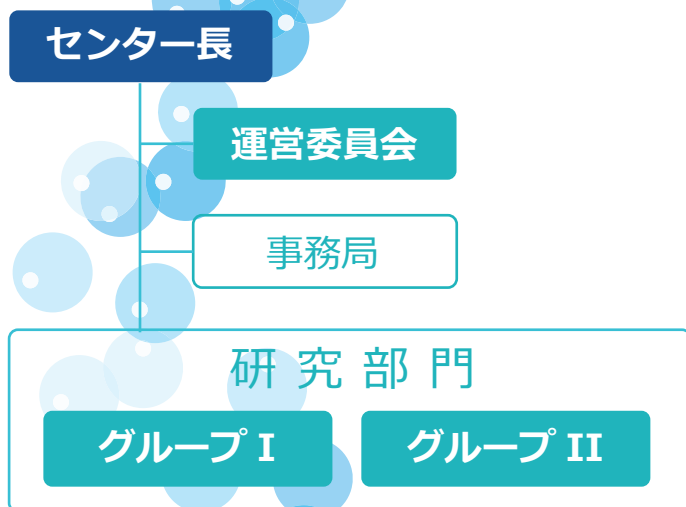 センター長
運営委員会
事務局
研究部門
グループ I
グループ II